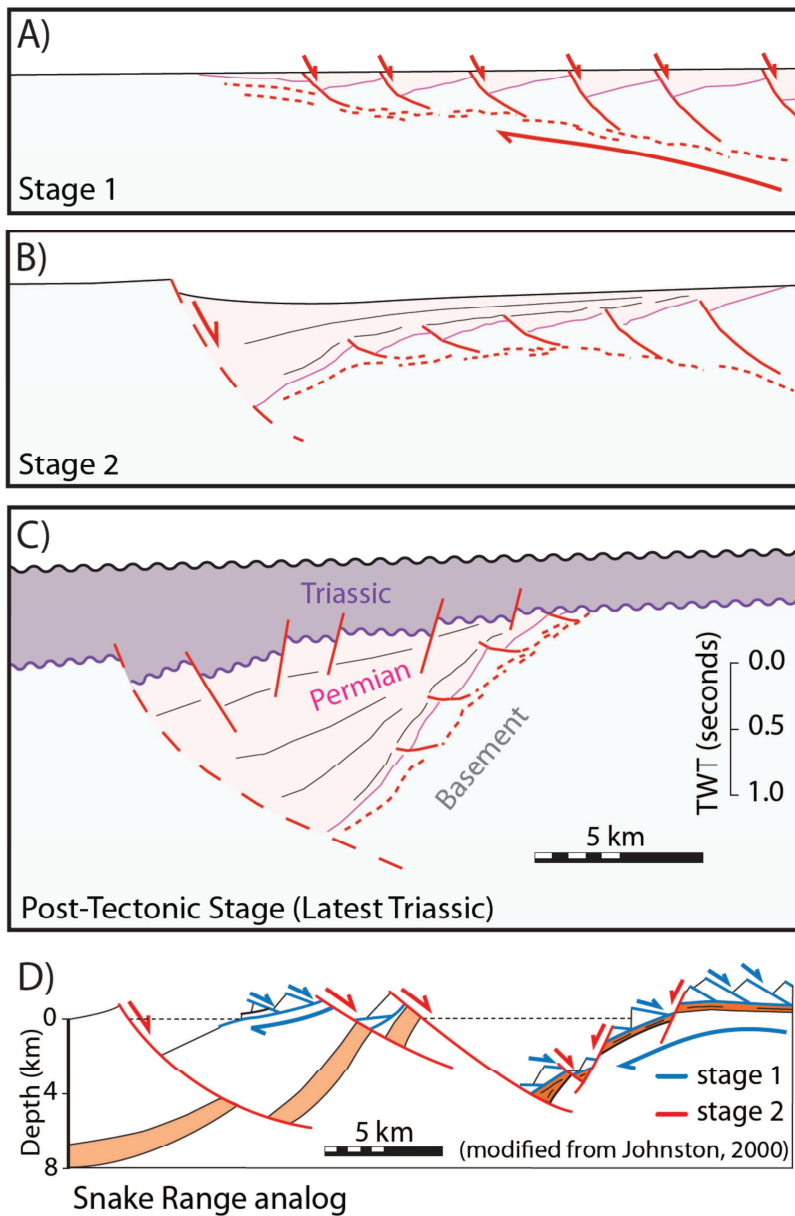 A)
Stage 1
B)
Stage 2
C)
Triassic
Permian
Basement
0.0
0.5
1.0
TWT (seconds)
5 km
Post-Tectonic Stage (Latest Triassic)
D)
0
4
8
Depth (km)
stage 1
stage 2
5 km
(modified from Johnston, 2000)
Snake Range analog